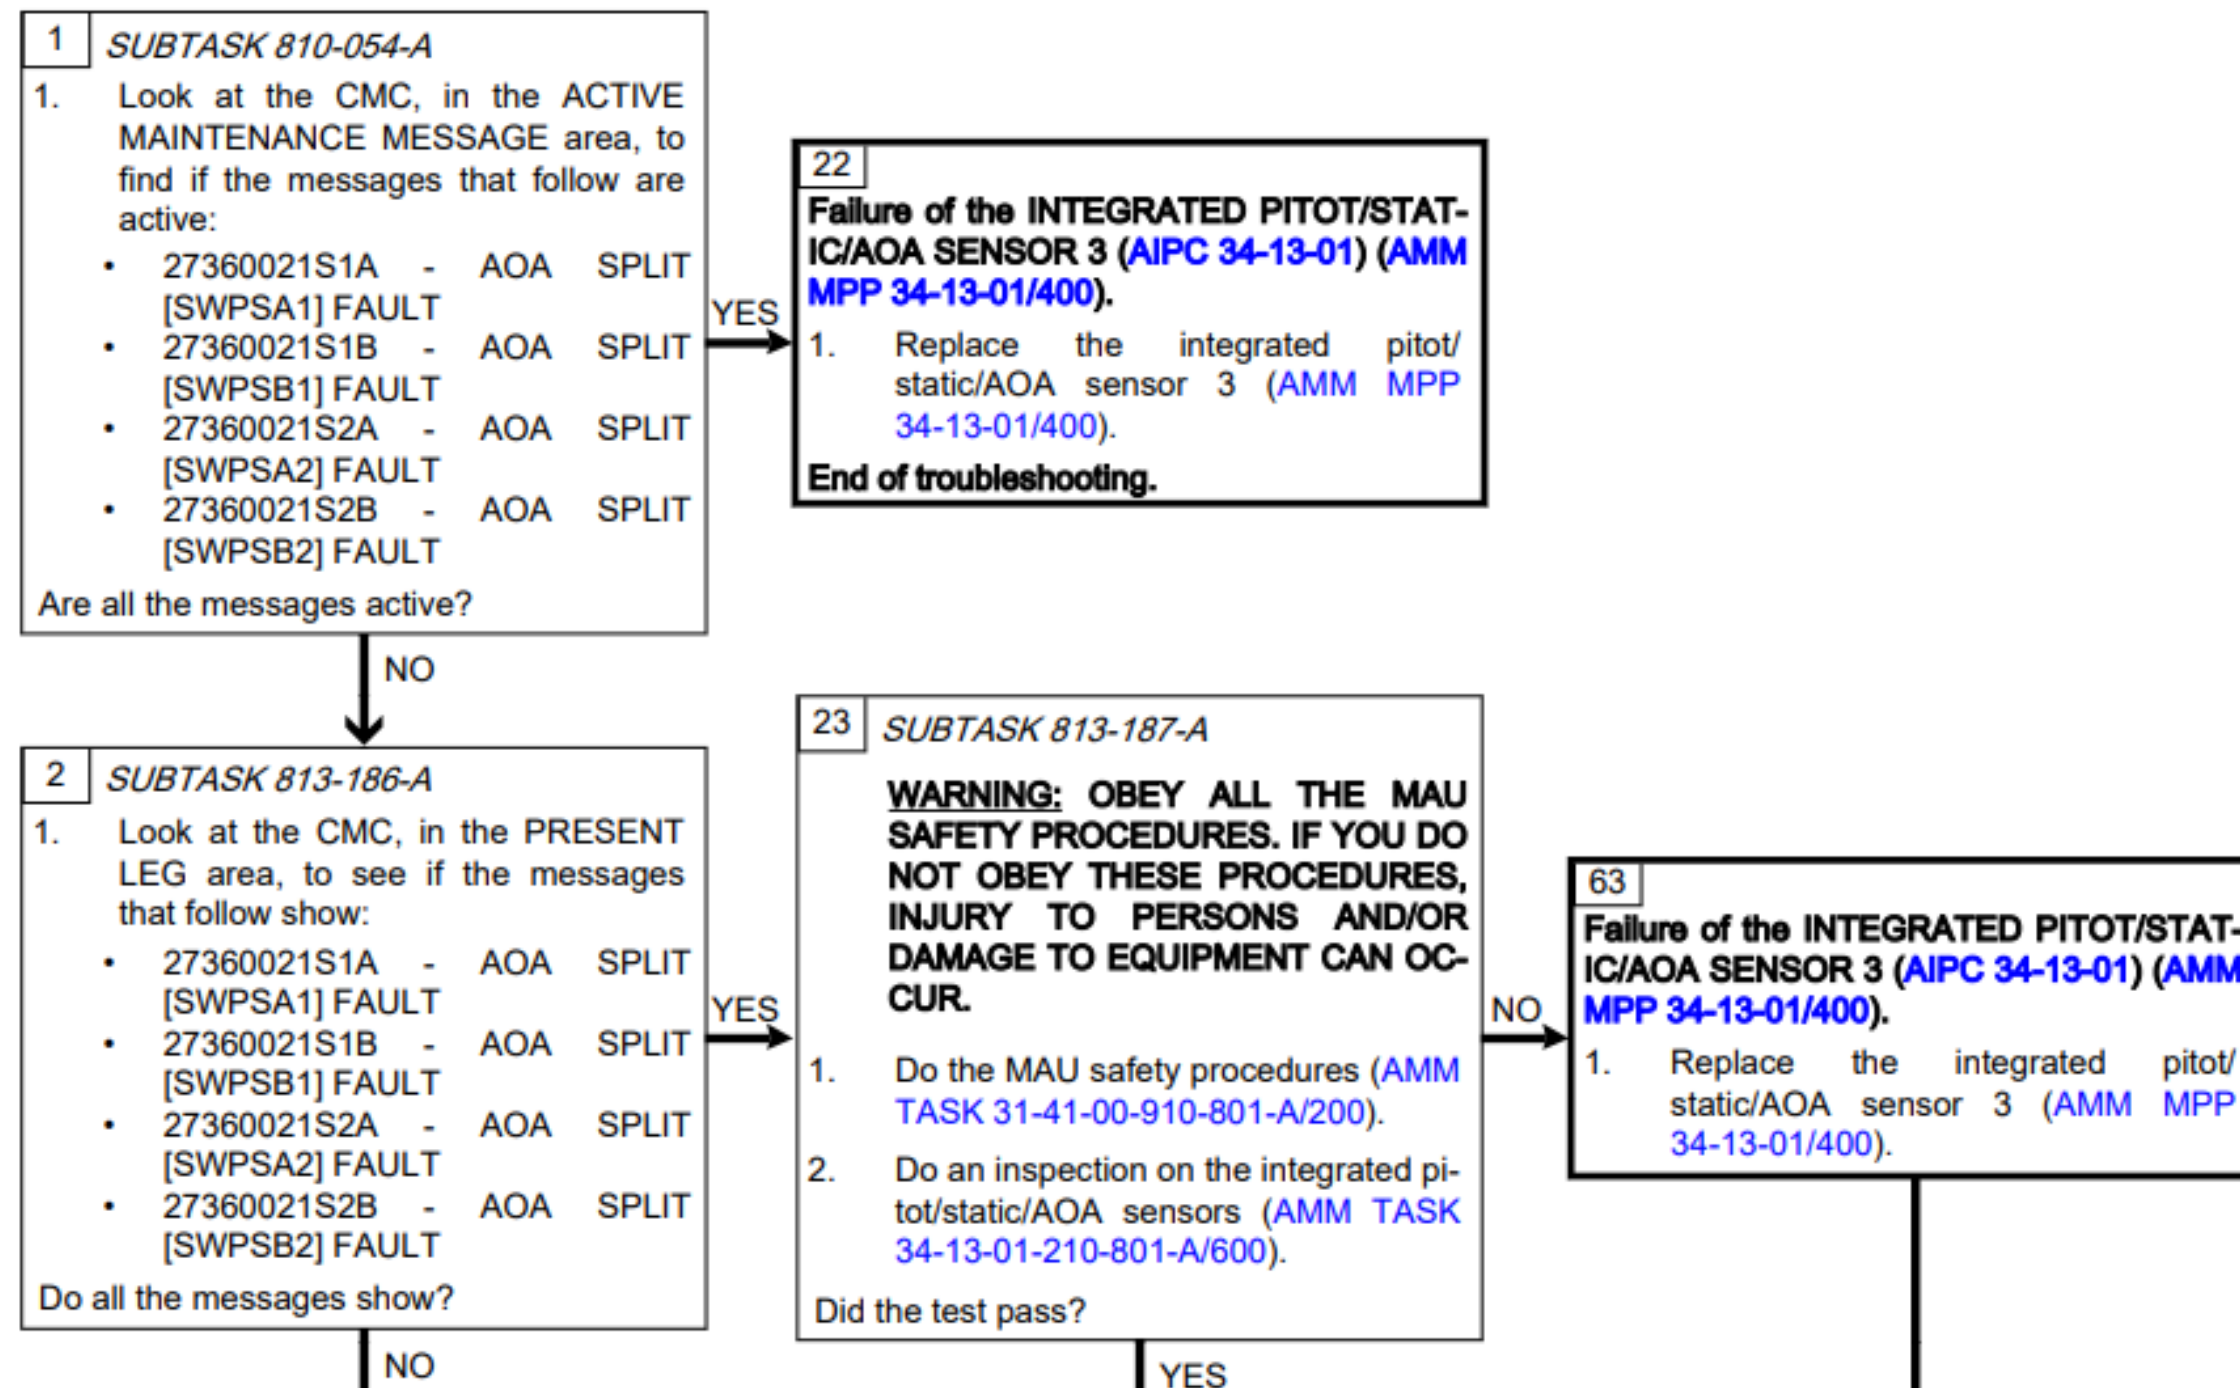 1
SUBTASK 810-054-A
1. Look at the CMC, in the ACTIVE
MAINTENANCE MESSAGE area, to
find if the messages that follow are
active:
• 27360021S1A - AOA SPLIT
[SWPSA1] FAULT
• 27360021S1B - AOA SPLIT
[SWPSB1] FAULT
• 27360021S2A - AOA SPLIT
[SWPSA2] FAULT
• 27360021S2B - AOA SPLIT
[SWPSB2] FAULT
Are all the messages active?
YES
22
Failure of the INTEGRATED PITOT/STAT-
IC/AOA SENSOR 3 (AIPC 34-13-01) (AMM
MPP 34-13-01/400).
1. Replace the integrated pitot/
static/AOA sensor 3 (AMM MPP
34-13-01/400).
End of troubleshooting.
NO
2
SUBTASK 813-186-A
1. Look at the CMC, in the PRESENT
LEG area, to see if the messages
that follow show:
• 27360021S1A - AOA SPLIT
[SWPSA1] FAULT
• 27360021S1B - AOA SPLIT
[SWPSB1] FAULT
• 27360021S2A - AOA SPLIT
[SWPSA2] FAULT
• 27360021S2B - AOA SPLIT
[SWPSB2] FAULT
Do all the messages show?
YES
23
SUBTASK 813-187-A
WARNING: OBEY ALL THE MAU
SAFETY PROCEDURES. IF YOU DO
NOT OBEY THESE PROCEDURES,
INJURY TO PERSONS AND/OR
DAMAGE TO EQUIPMENT CAN OC-
CUR.
1. Do the MAU safety procedures (AMM
TASK 31-41-00-910-801-A/200).
2. Do an inspection on the integrated pi-
tot/static/AOA sensors (AMM TASK
34-13-01-210-801-A/600).
Did the test pass?
NO
63
Failure of the INTEGRATED PITOT/STAT-
IC/AOA SENSOR 3 (AIPC 34-13-01) (AMM
MPP 34-13-01/400).
1. Replace the integrated pitot/
static/AOA sensor 3 (AMM MPP
34-13-01/400).
NO
YES